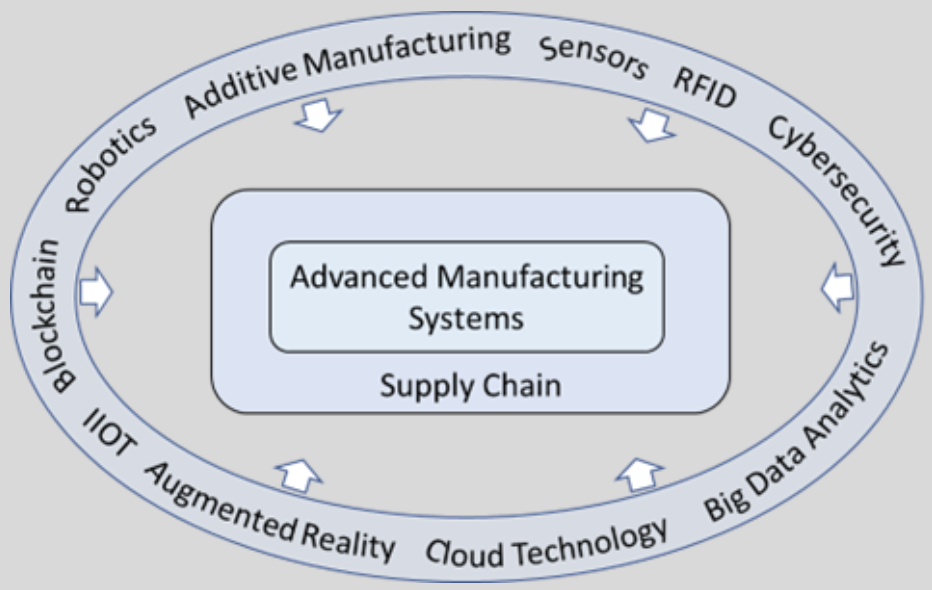 Additive Manufacturing
Sensors
RFID
Cybersecurity
Robotics
Blockchain
Advanced Manufacturing
Systems
Supply Chain
IIOT
Augmented Reality
Cloud Technology
Big Data Analytics